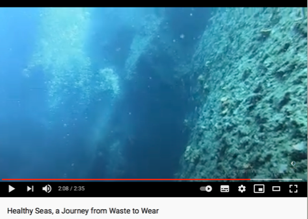 2:08 / 2:35
Healthy Seas, a Journey from Waste to Wear